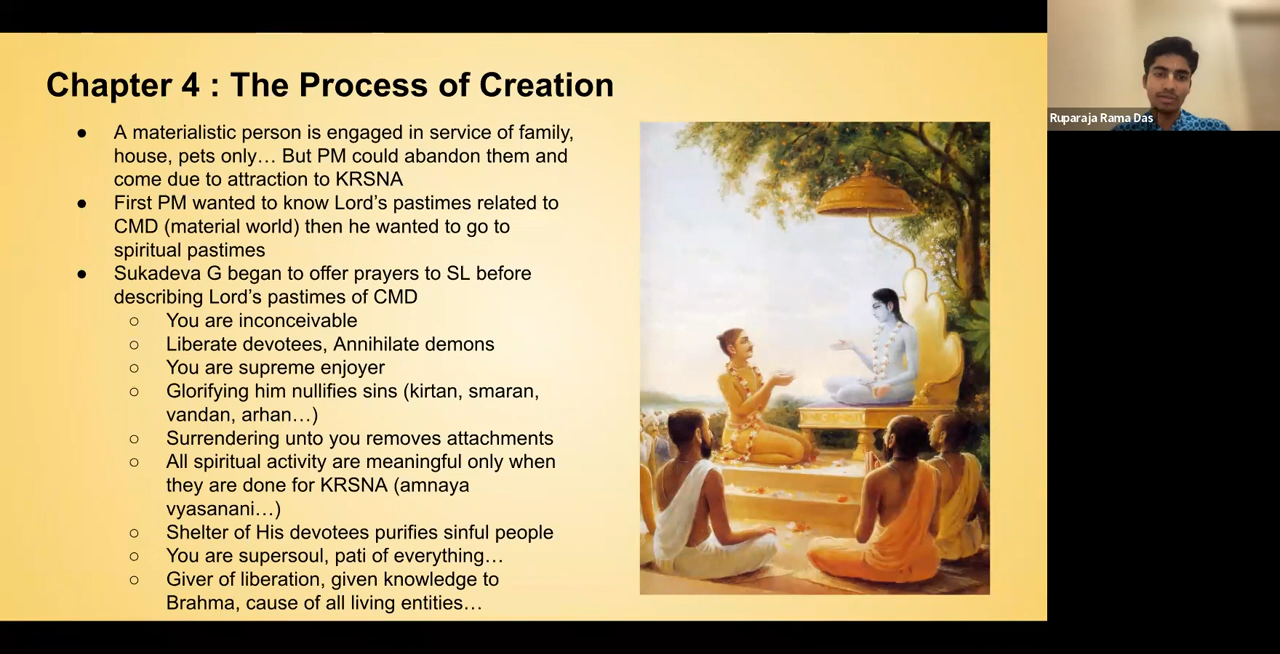 Chapter 4 : The Process of Creation
● A materialistic person is engaged in service of family,
house, pets only… But PM could abandon them and
come due to attraction to KRSNA
● First PM wanted to know Lord’s pastimes related to
CMD (material world) then he wanted to go to
spiritual pastimes
● Sukadeva G began to offer prayers to SL before
describing Lord’s pastimes of CMD
○ You are inconceivable
○ Liberate devotees, Annihilate demons
○ You are supreme enjoyer
○ Glorifying him nullifies sins (kirtan, smaran,
vandan, arhan…)
○ Surrendering unto you removes attachments
○ All spiritual activity are meaningful only when
they are done for KRSNA (amnaya
vyasanani…)
○ Shelter of His devotees purifies sinful people
○ You are supersoul, pati of everything…
○ Giver of liberation, given knowledge to
Brahma, cause of all living entities…
Ruparaja Rama Das